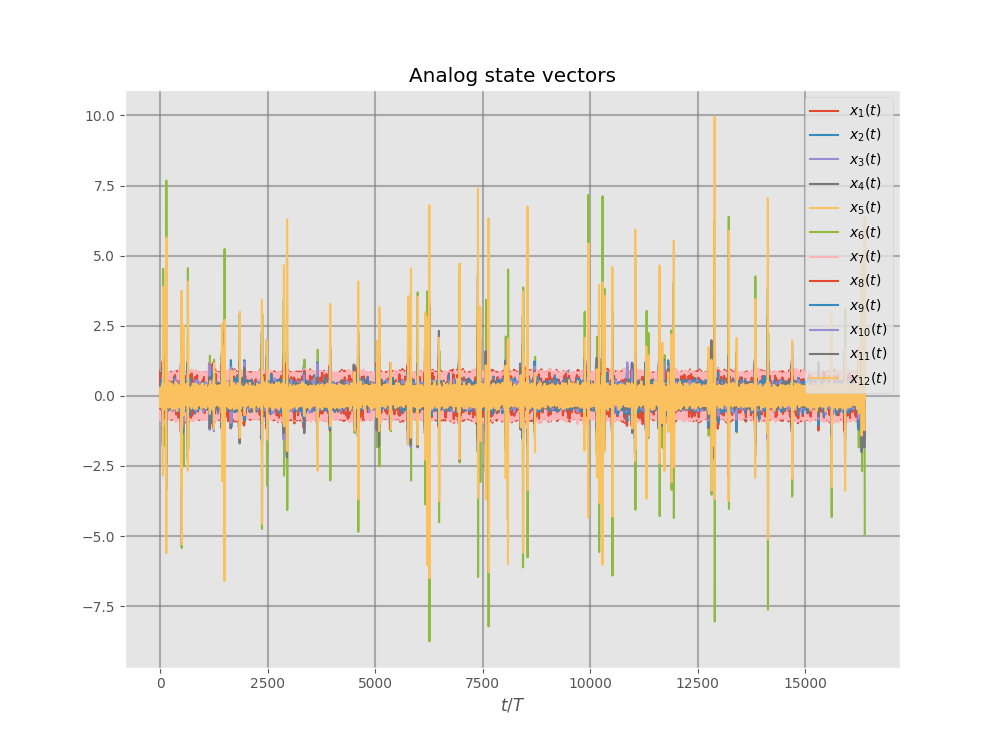 Analog state vectors
10.0
7.5
5.0
2.5
0.0
−2.5
−5.0
−7.5
0 2500 5000 7500 10000 12500 15000
t/T
x₁(t)
x₂(t)
x₃(t)
x₄(t)
x₅(t)
x₆(t)
x₇(t)
x₈(t)
x₉(t)
x₁₀(t)
x₁₁(t)
x₁₂(t)